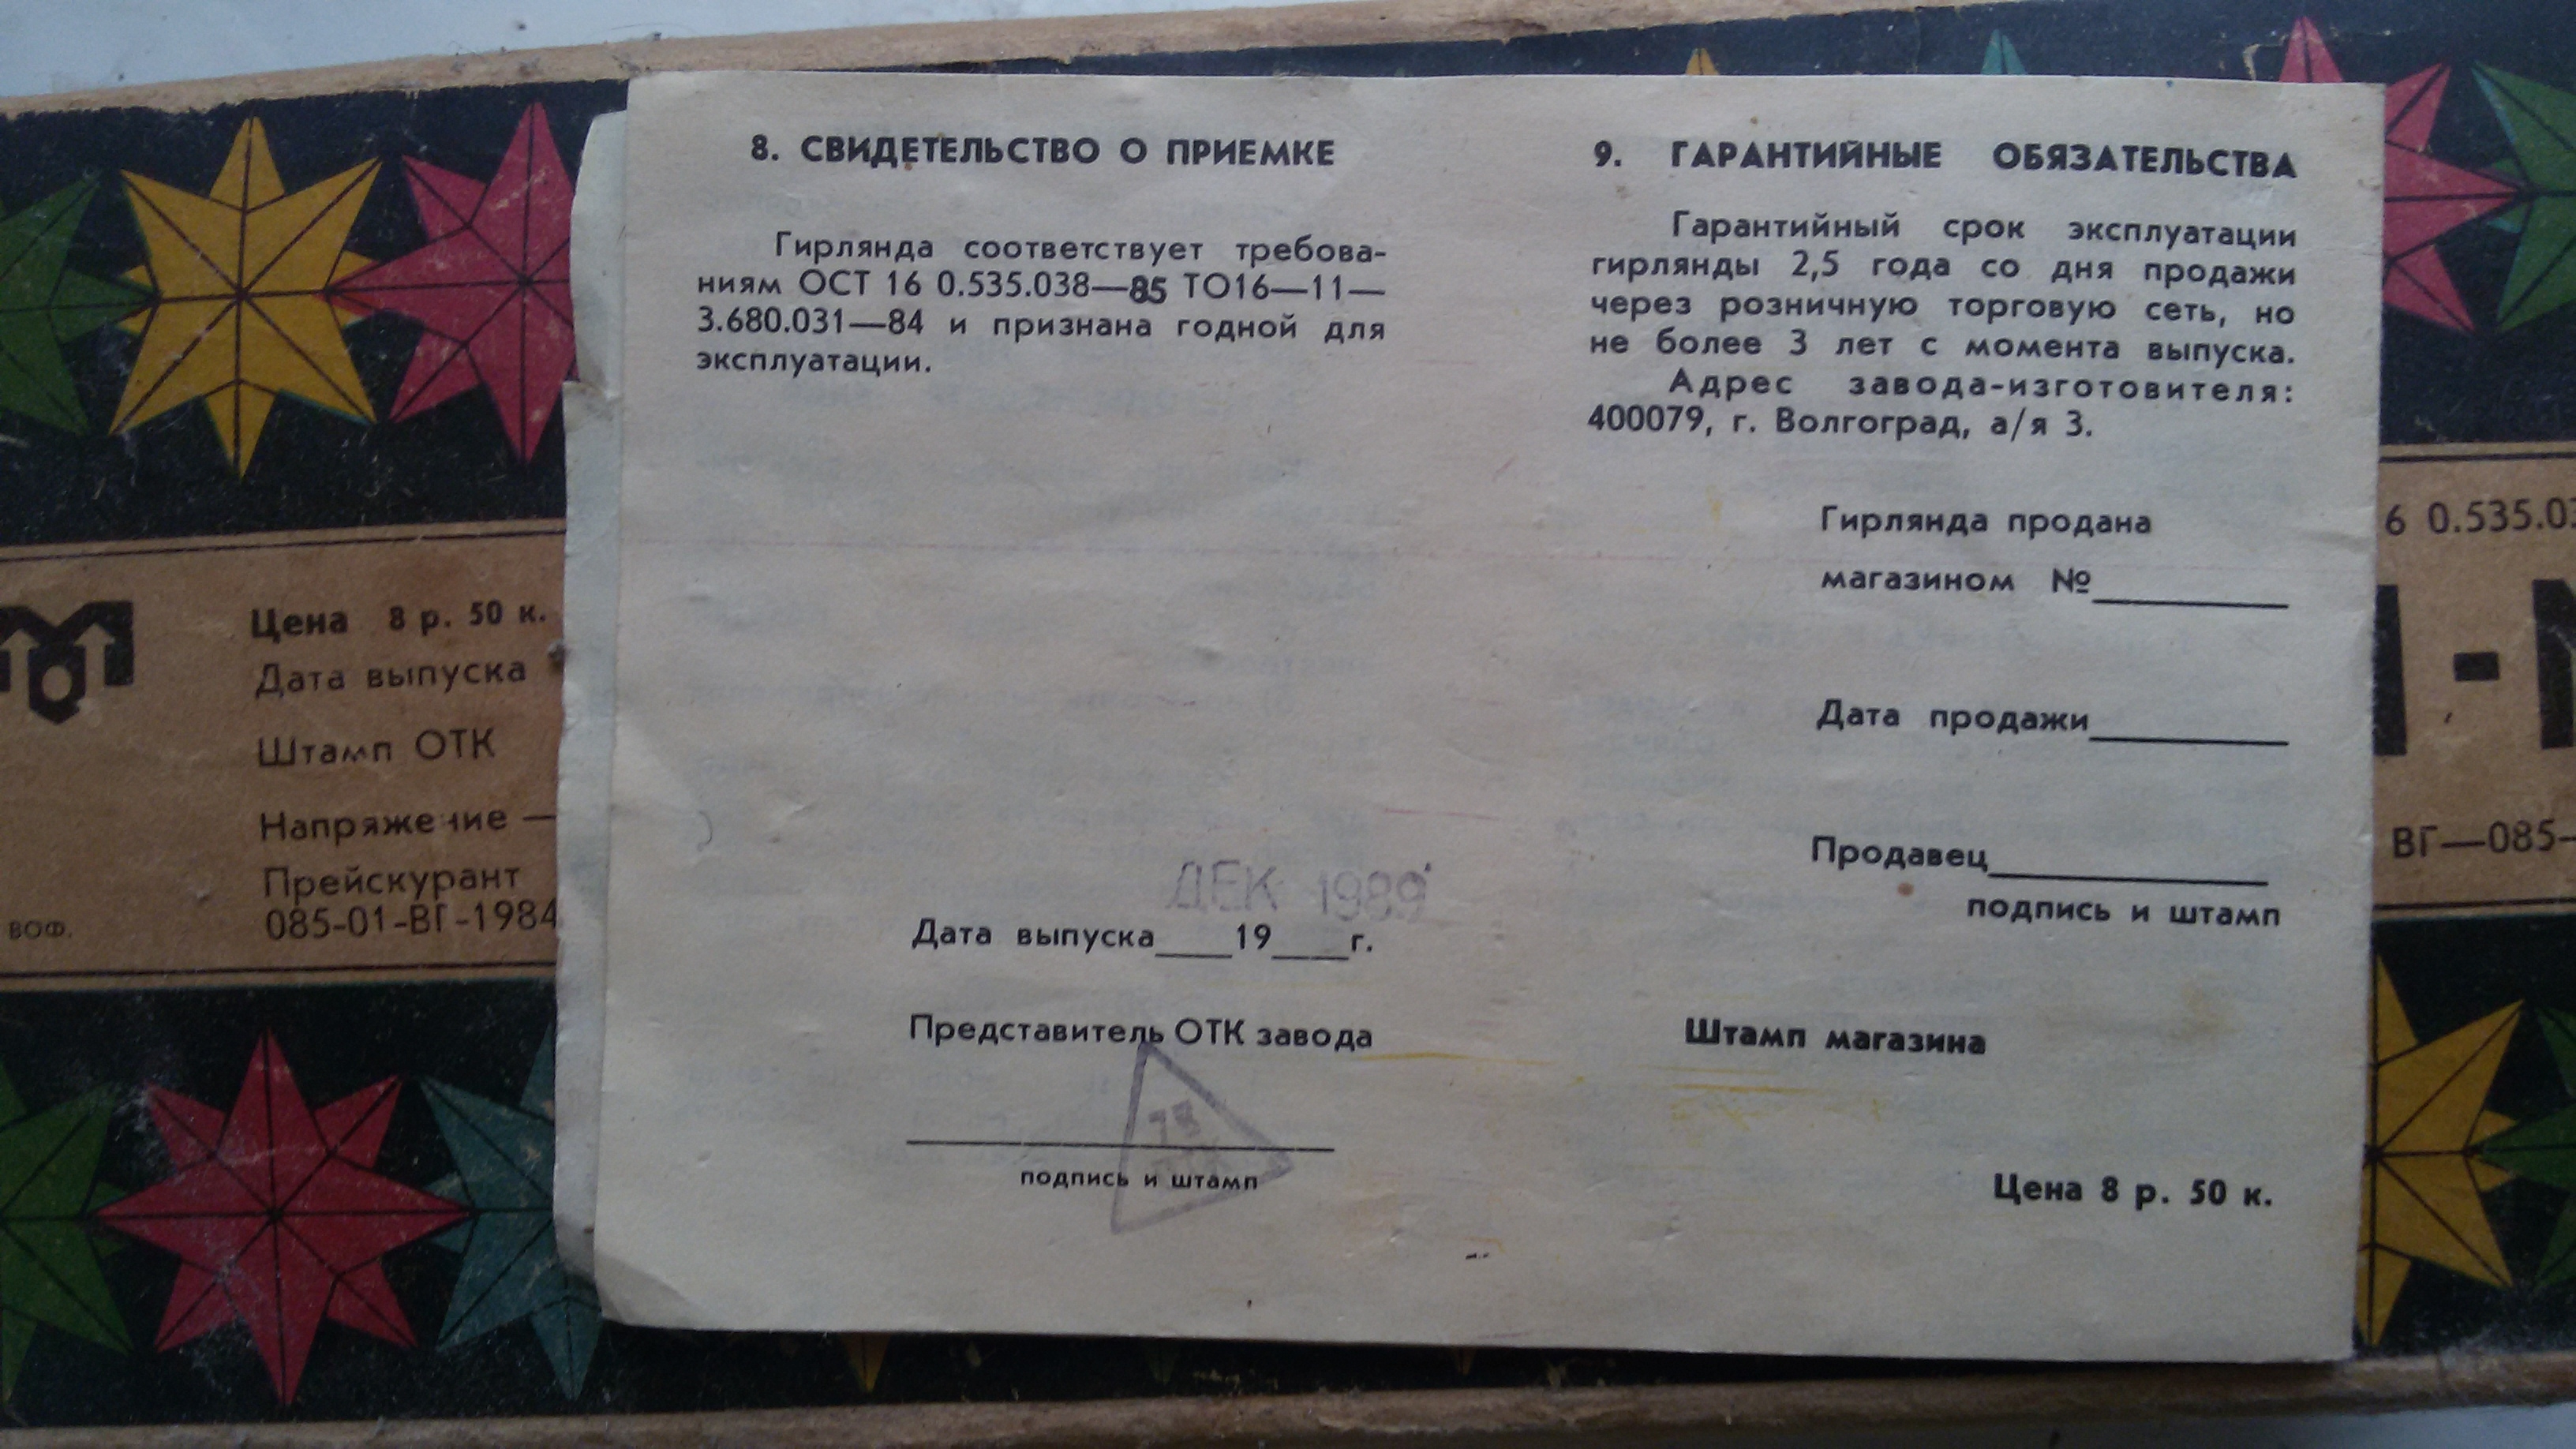 8. СВИДЕТЕЛЬСТВО О ПРИЕМКЕ
Гирлянда соответствует требова-
ниям ОСТ 16 0.535.038—85 ТО16—11—
3.680.031—84 и признана годной для
эксплуатации.
ДЕК 1989
Дата выпуска____19____г.
Представитель ОТК завода
подпись и штамп
9. ГАРАНТИЙНЫЕ ОБЯЗАТЕЛЬСТВА
Гарантийный срок эксплуатации
гирлянды 2,5 года со дня продажи
через розничную торговую сеть, но
не более 3 лет с момента выпуска.
Адрес завода-изготовителя:
400079, г. Волгоград, а/я 3.
Гирлянда продана
магазином №
Дата продажи
Продавец
подпись и штамп
Штамп магазина
Цена 8 р. 50 к.
Цена 8 р. 50 к.
Дата выпуска
Штамп ОТК
Напряжение —
Прейскурант
085-01-ВГ-1984
ВОФ.
6 0.535.03
ВГ—085-